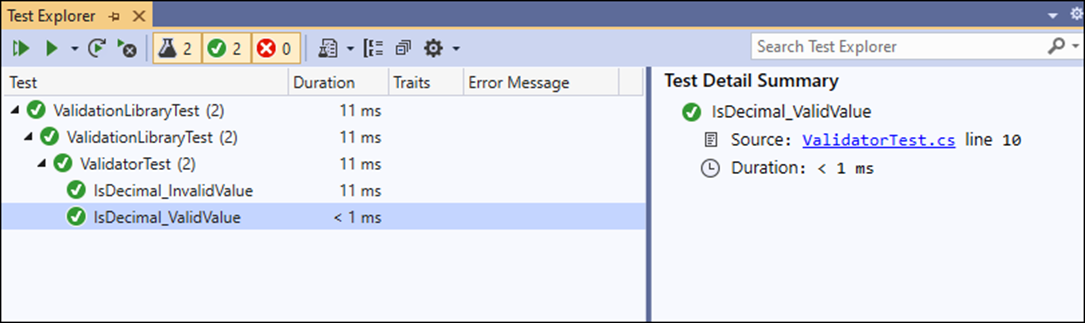 Test Explorer
2 2 0
Search Test Explorer
Test Duration Traits Error Message
ValidationLibraryTest (2) 11 ms
ValidationLibraryTest (2) 11 ms
ValidatorTest (2) 11 ms
IsDecimal_InvalidValue 11 ms
IsDecimal_ValidValue < 1 ms
Test Detail Summary
IsDecimal_ValidValue
Source: ValidatorTest.cs line 10
Duration: < 1 ms